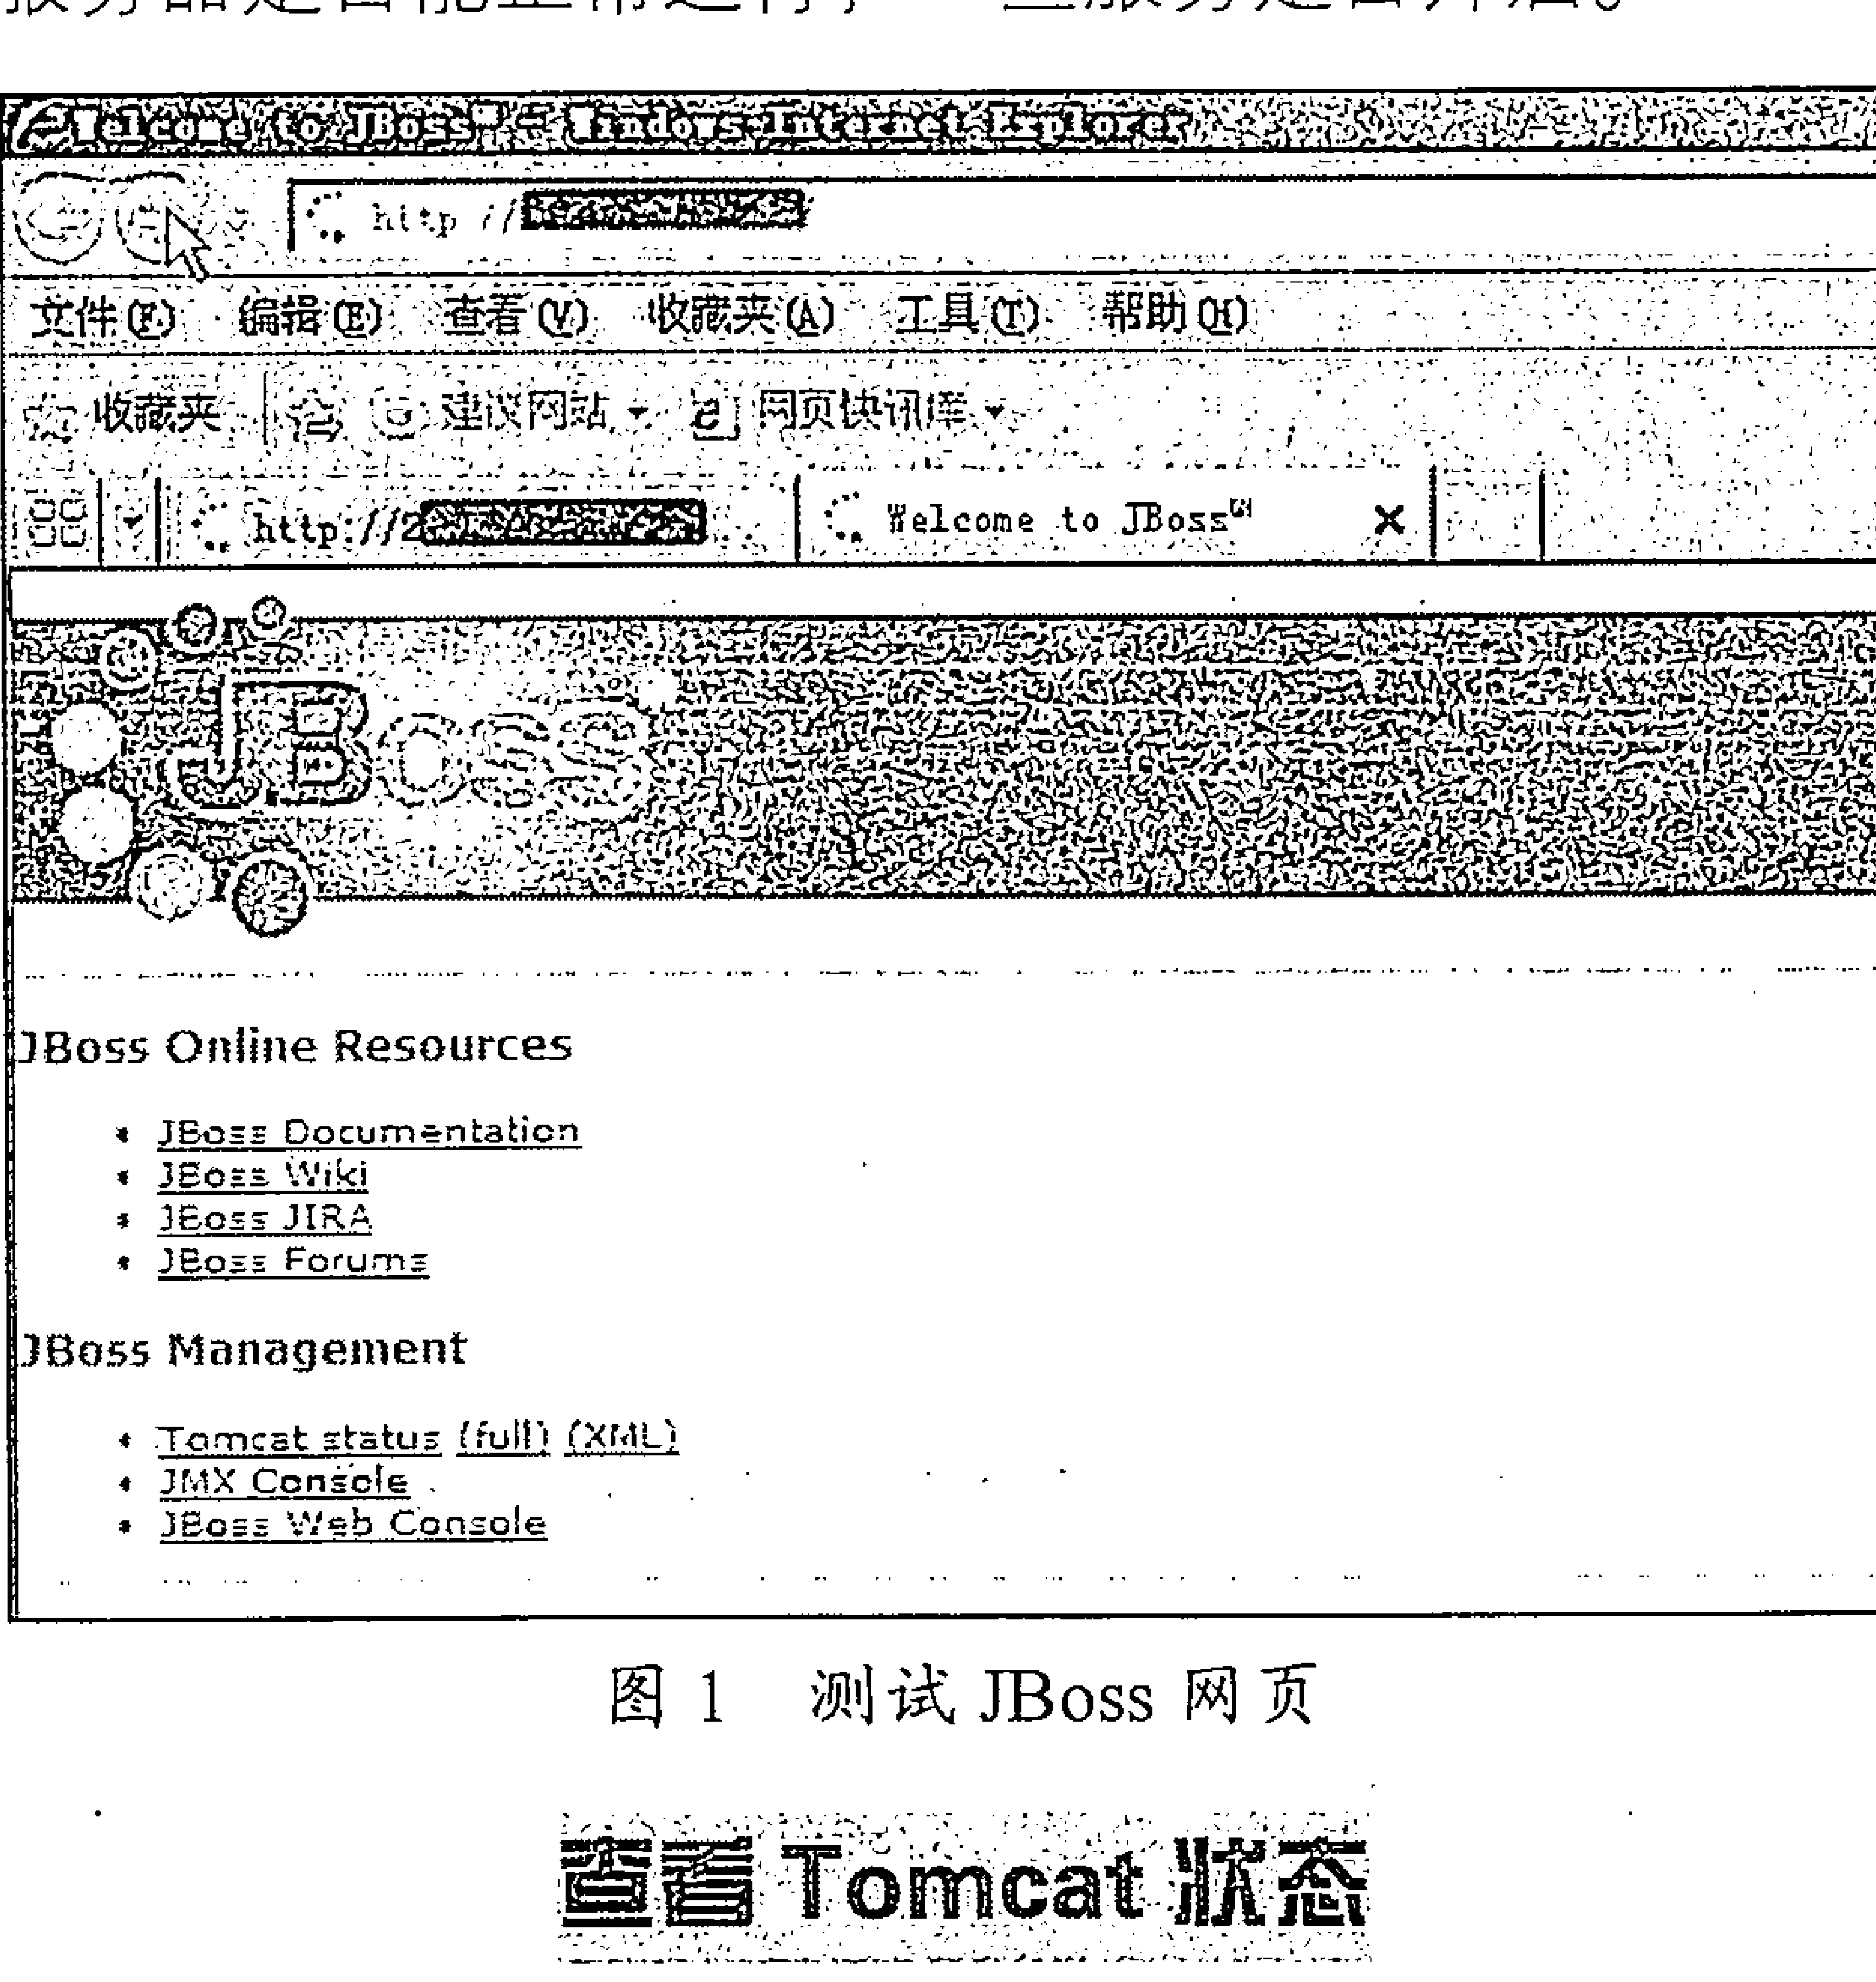 Welcome to JBoss™ - Windows Internet Explorer
http://
文件(F) 编辑(E) 查看(V) 收藏夹(A) 工具(T) 帮助(H)
收藏夹 建议网站 网页快讯库
http://2 Welcome to JBoss™
JBoss
JBoss Online Resources
JBoss Documentation
JBoss Wiki
JBoss JIRA
JBoss Forums
JBoss Management
Tomcat status (full) (XML)
JMX Console
JBoss Web Console
图 1 测试 JBoss 网页
查看 Tomcat 状态